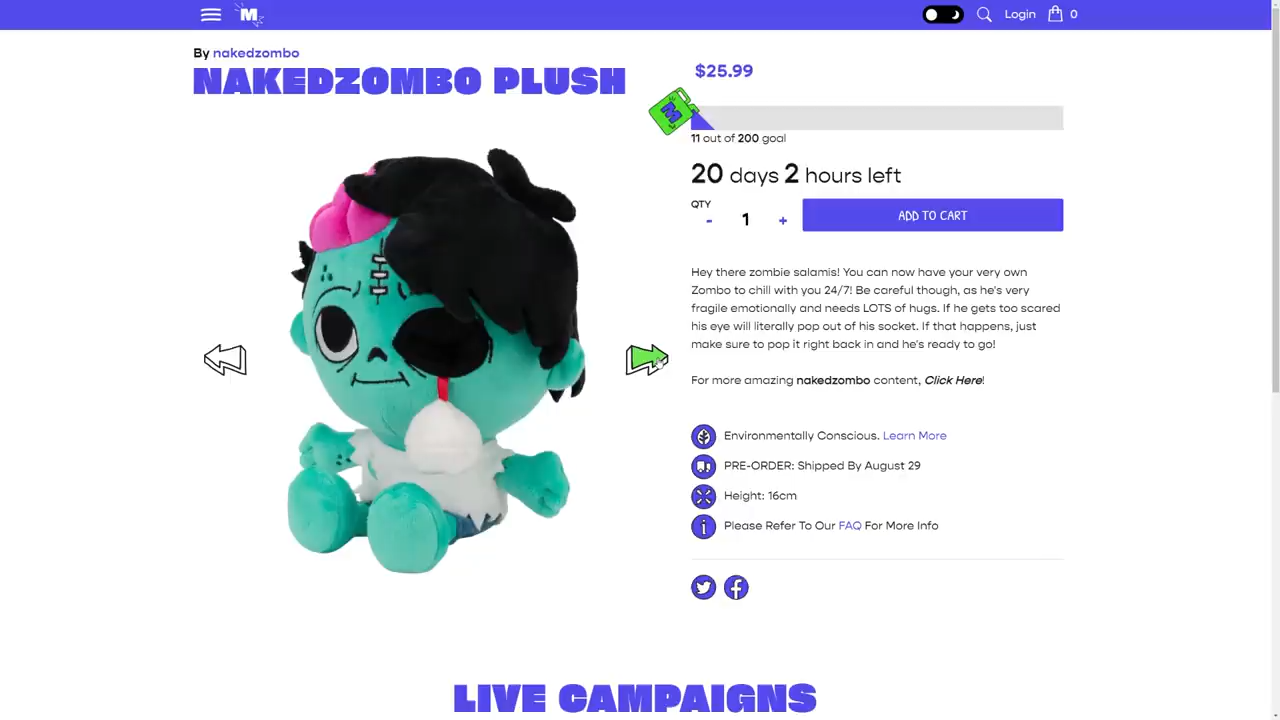 M
Login
0
By nakedzombo
NAKEDZOMBO PLUSH
$25.99
M
11 out of 200 goal
20 days 2 hours left
QTY
- 1 +
ADD TO CART
Hey there zombie salamis! You can now have your very own
Zombo to chill with you 24/7! Be careful though, as he's very
fragile emotionally and needs LOTS of hugs. If he gets too scared
his eye will literally pop out of his socket. If that happens, just
make sure to pop it right back in and he's ready to go!
For more amazing nakedzombo content, Click Here!
Environmentally Conscious. Learn More
PRE-ORDER: Shipped By August 29
Height: 16cm
Please Refer To Our FAQ For More Info
LIVE CAMPAIGNS